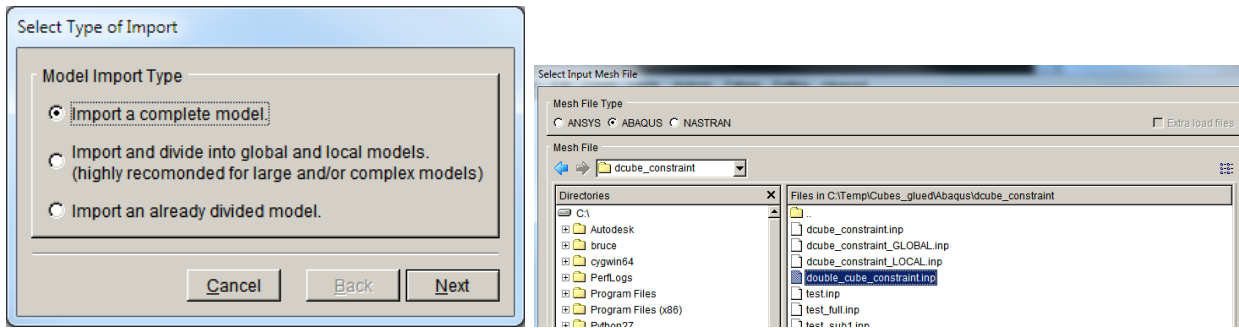 Select Type of Import
Model Import Type
Import a complete model.
Import and divide into global and local models.
(highly recomonded for large and/or complex models)
Import an already divided model.
Cancel
Back
Next
Select Input Mesh File
Mesh File Type
ANSYS ABAQUS NASTRAN
Extra load files
Mesh File
dcube_constraint
Directories
C:\
Autodesk
bruce
cygwin64
PerfLogs
Program Files
Program Files (x86)
Python27
Files in C:\Temp\Cubes_glued\Abaqus\dcube_constraint
..
dcube_constraint.inp
dcube_constraint_GLOBAL.inp
dcube_constraint_LOCAL.inp
double_cube_constraint.inp
test.inp
test_full.inp
test_sub1.inp